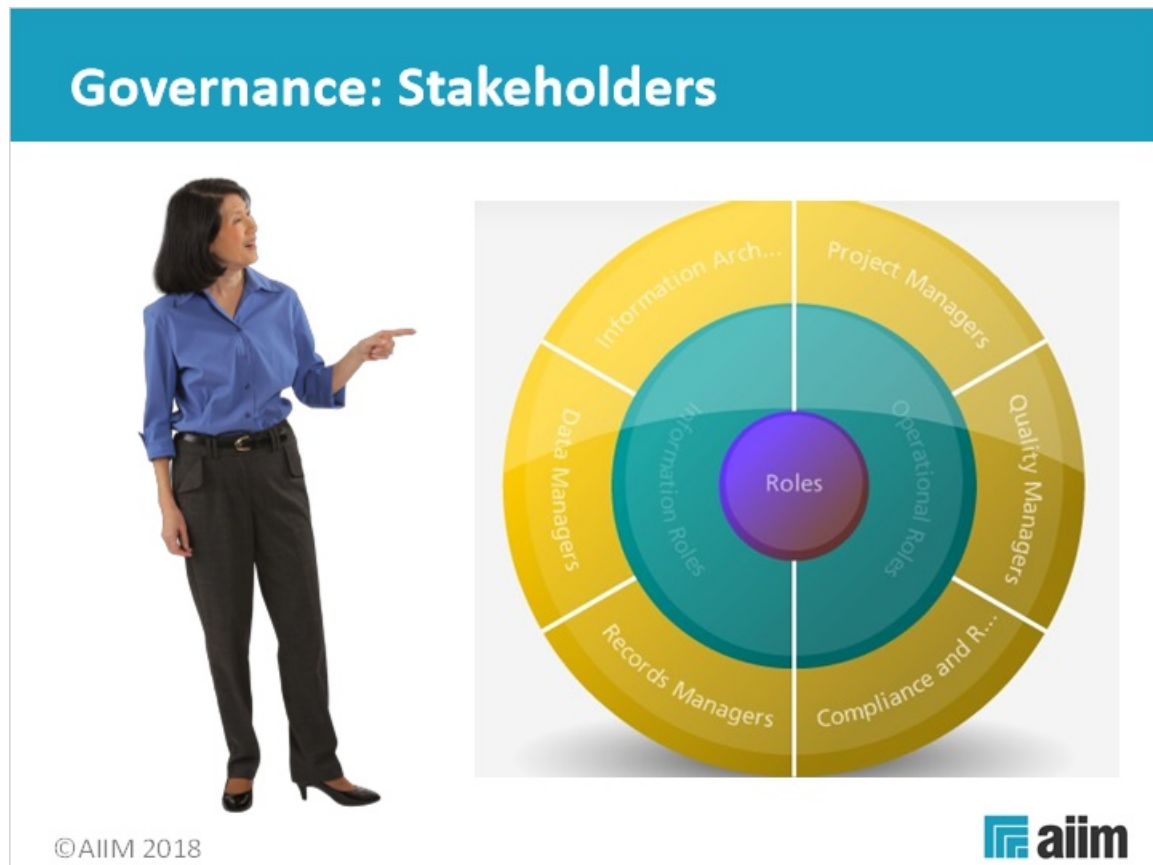 Governance: Stakeholders
Information Arch...
Project Managers
Data Managers
Information Roles
Roles
Operational Roles
Quality Managers
Records Managers
Compliance and R...
©AIIM 2018
aiim